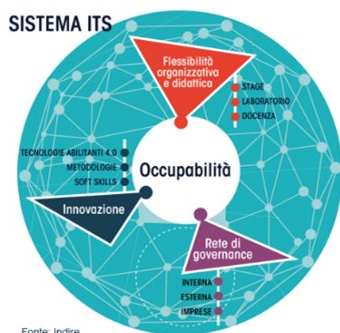 SISTEMA ITS
Flessibilità
organizzativa
e didattica
STAGE
LABORATORIO
DOCENZA
TECNOLOGIE ABILITANTI 4.0
METODOLOGIE
SOFT SKILLS
Occupabilità
Innovazione
Rete di
governance
INTERNA
ESTERNA
IMPRESE
Fonte: Indire